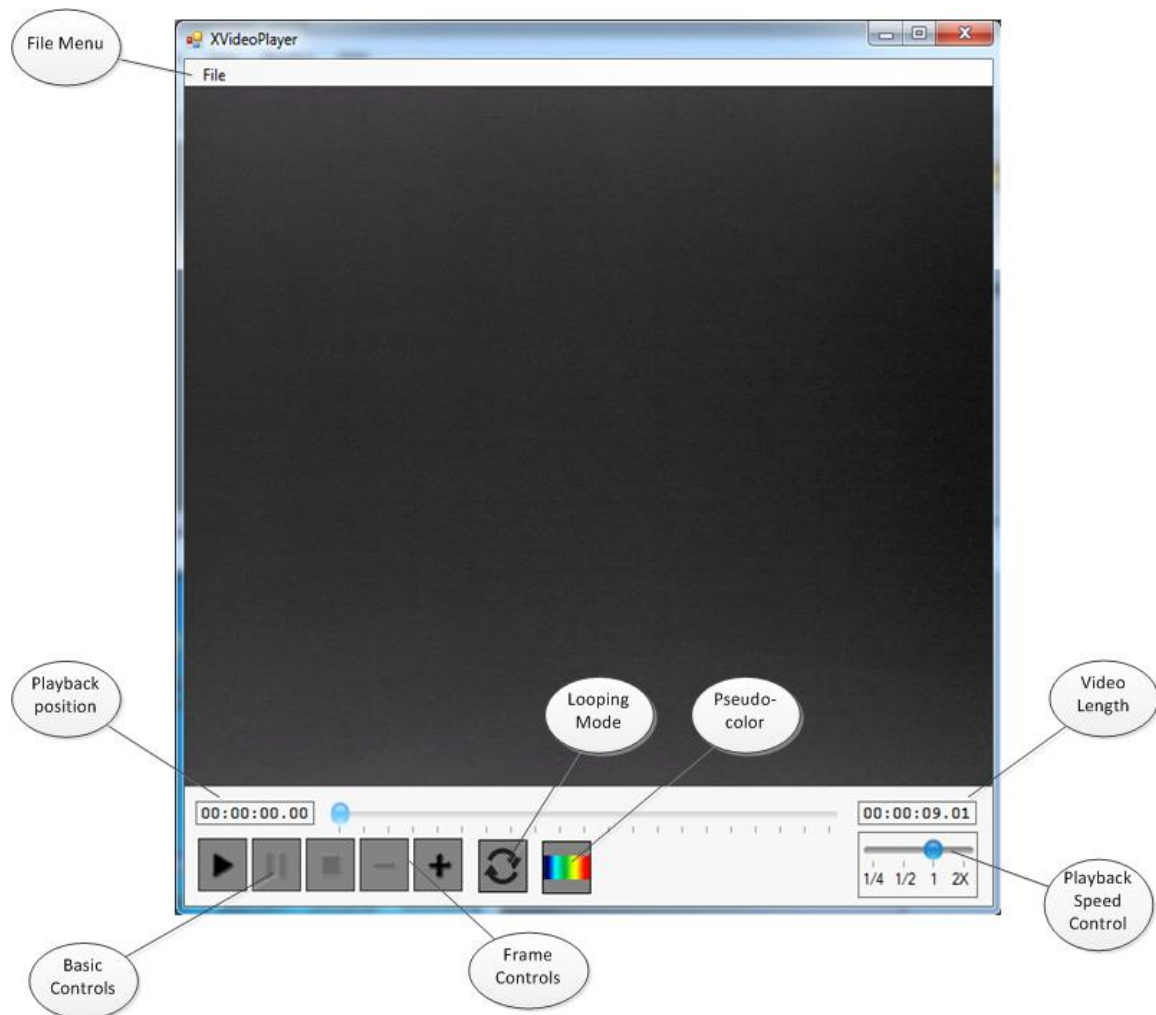 File Menu
XVideoPlayer
File
Playback
position
Looping
Mode
Pseudo-
color
Video
Length
00:00:00.00
00:00:09.01
1/4 1/2 1 2X
Playback
Speed
Control
Basic
Controls
Frame
Controls